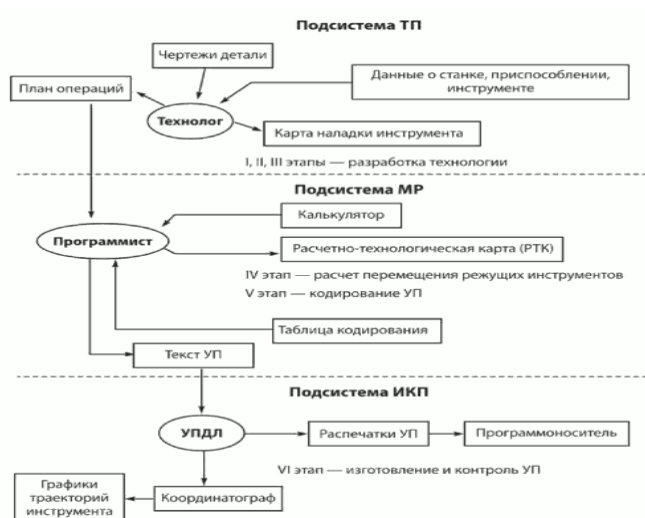 Подсистема ТП
Чертежи детали
План операций
Данные о станке, приспособлении,
инструменте
Технолог
Карта наладки инструмента
I, II, III этапы — разработка технологии
Подсистема МР
Калькулятор
Программист
Расчетно-технологическая карта (РТК)
IV этап — расчет перемещения режущих инструментов
V этап — кодирование УП
Таблица кодирования
Текст УП
Подсистема ИКП
УПДЛ
Распечатки УП
Программоноситель
VI этап — изготовление и контроль УП
Графики
траекторий
инструмента
Координатограф